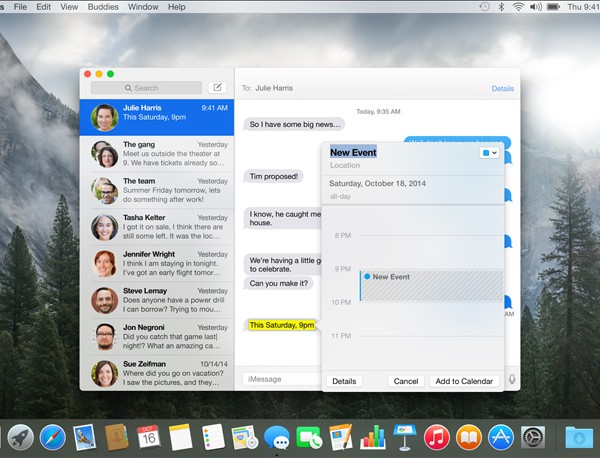 File Edit View Buddies Window Help Thu 9:41
Search
To: Julie Harris Details
Julie Harris 9:41 AM
This Saturday, 9pm
The gang Yesterday
Meet us outside the theater at
9. We have tickets already so...
The team Yesterday
Summer Friday tomorrow, lets
do something after work!
Tasha Kelter Yesterday
I got it on sale, I think there are
still some left. It was the loc...
Jennifer Wright Yesterday
I think I am staying in tonight.
I've got an early flight tomor...
Steve Lemay Yesterday
Does anyone have a power drill
I can borrow? Trying to mou...
Jon Negroni Yesterday
Did you catch that game last
night!? What an amazing ca...
Sue Zeifman 10/14/14
Where did you go on vacation?
I saw the pictures, and they...
Today, 9:35 AM
So I have some big news...
Tim proposed!
I know, he caught me
house.
We're having a little g
to celebrate.
Can you make it?
This Saturday, 9pm
AM
iMessage
New Event
Location
Saturday, October 18, 2014
all-day
8 PM
9 PM
New Event
10 PM
11 PM
Details Cancel Add to Calendar
OCT
16